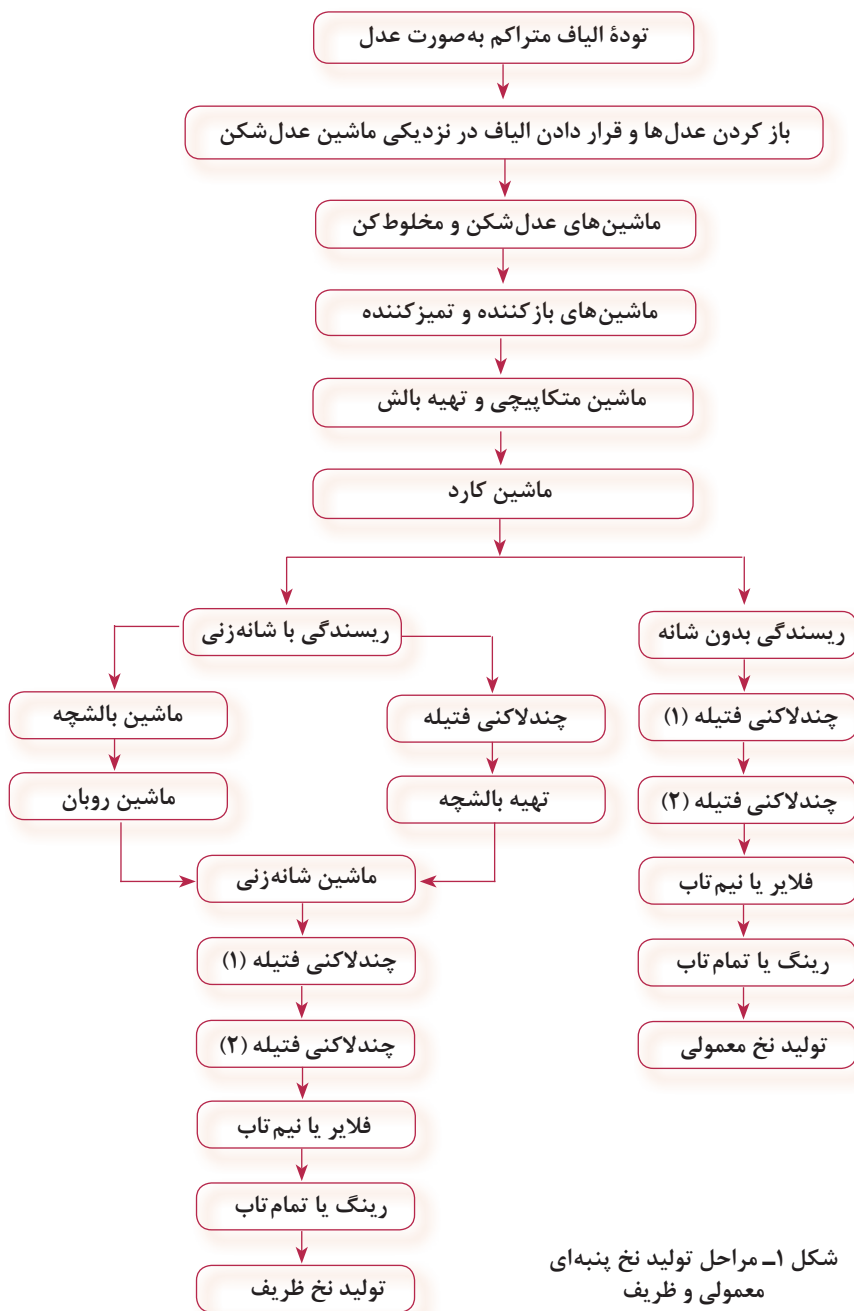 تودهٔ الیاف متراکم به‌صورت عدل
باز کردن عدل‌ها و قرار دادن الیاف در نزدیکی ماشین عدل‌شکن
ماشین‌های عدل‌شکن و مخلوط‌کن
ماشین‌های بازکننده و تمیزکننده
ماشین متکاپیچی و تهیه بالش
ماشین کارد
ریسندگی بدون شانه
چندلاکنی فتیله (۱)
چندلاکنی فتیله (۲)
فلایر یا نیم‌تاب
رینگ یا تمام‌تاب
تولید نخ معمولی
ریسندگی با شانه‌زنی
چندلاکنی فتیله
تهیه بالشچه
ماشین بالشچه
ماشین روبان
ماشین شانه‌زنی
چندلاکنی فتیله (۱)
چندلاکنی فتیله (۲)
فلایر یا نیم‌تاب
رینگ یا تمام‌تاب
تولید نخ ظریف
شکل ۱ـ مراحل تولید نخ پنبه‌ای
معمولی و ظریف